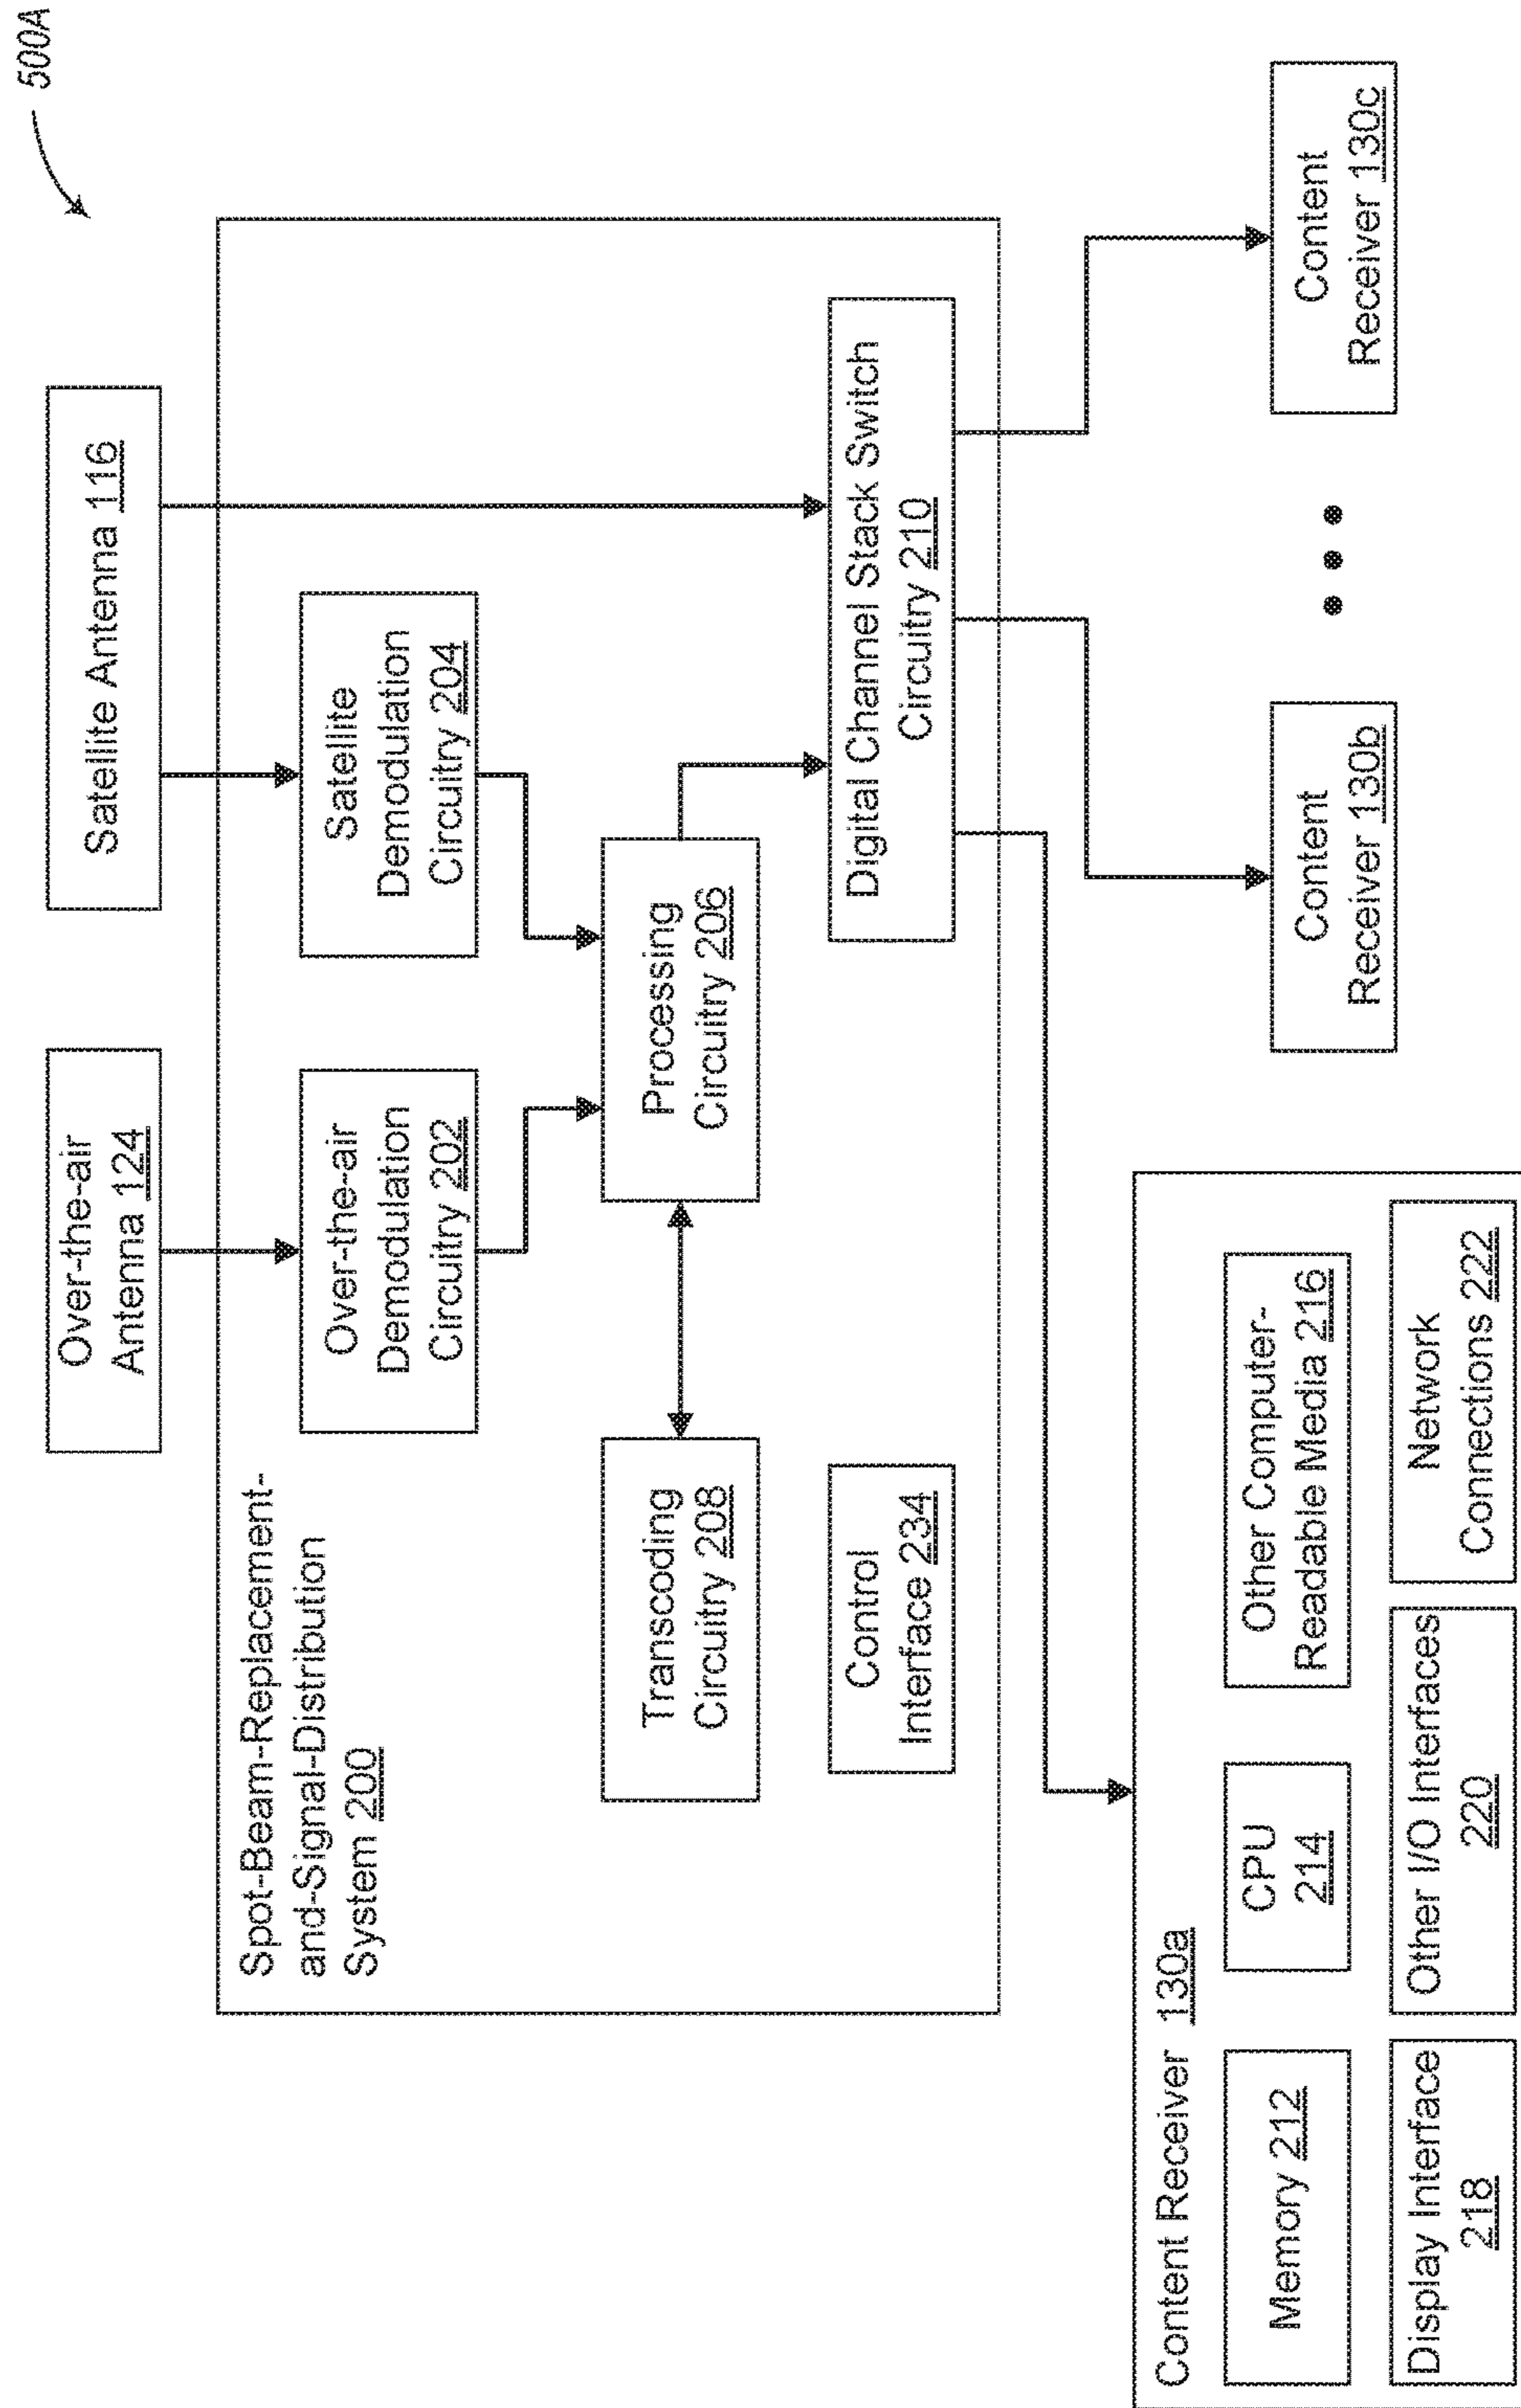 500A
Over-the-air
Antenna 124
Satellite Antenna 116
Spot-Beam-Replacement-
and-Signal-Distribution
System 200
Over-the-air
Demodulation
Circuitry 202
Satellite
Demodulation
Circuitry 204
Transcoding
Circuitry 208
Processing
Circuitry 206
Control
Interface 234
Digital Channel Stack Switch
Circuitry 210
Content Receiver 130a
Memory 212
CPU
214
Other Computer-
Readable Media 216
Display Interface
218
Other I/O Interfaces
220
Network
Connections 222
Content
Receiver 130b
Content
Receiver 130c